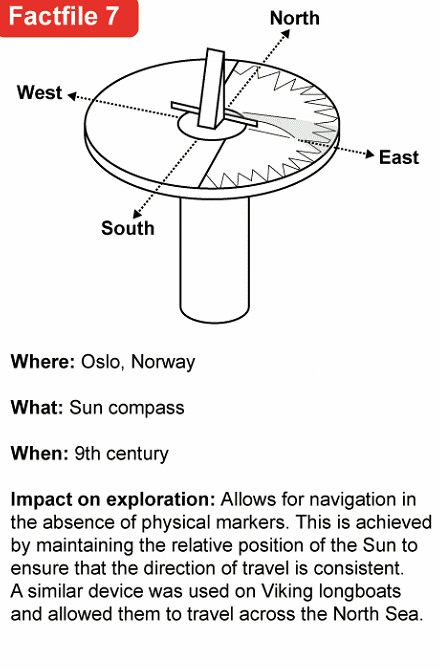 Factfile 7
North
West
East
South
Where: Oslo, Norway
What: Sun compass
When: 9th century
Impact on exploration: Allows for navigation in
the absence of physical markers. This is achieved
by maintaining the relative position of the Sun to
ensure that the direction of travel is consistent.
A similar device was used on Viking longboats
and allowed them to travel across the North Sea.